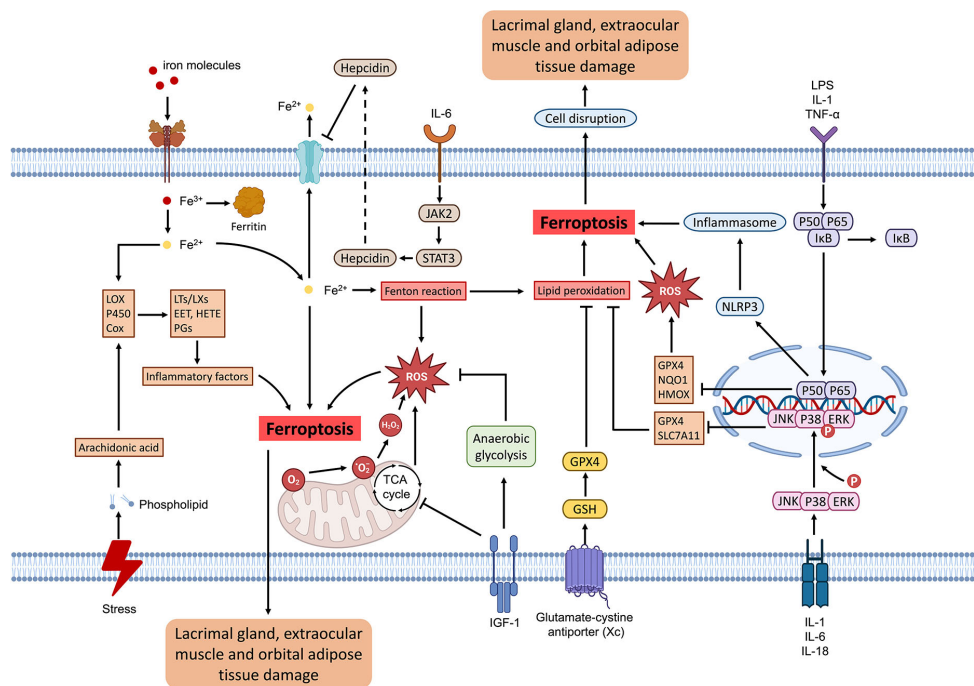 Lacrimal gland, extraocular
muscle and orbital adipose
tissue damage
iron molecules
Hepcidin
Fe²⁺
IL-6
Cell disruption
LPS
IL-1
TNF-α
Fe³⁺
Ferritin
Fe²⁺
JAK2
STAT3
Hepcidin
Ferroptosis
Inflammasome
P50 P65
IκB
IκB
Fe²⁺
Fenton reaction
Lipid peroxidation
ROS
NLRP3
LOX
P450
Cox
LTs/LXs
EET, HETE
PGs
Inflammatory factors
ROS
GPX4
NQO1
HMOX
P50 P65
JNK P38 ERK
P
GPX4
SLC7A11
Ferroptosis
H₂O₂
Anaerobic
glycolysis
Arachidonic acid
O₂
·O₂⁻
TCA
cycle
GPX4
P
Phospholipid
GSH
JNK P38 ERK
Stress
IGF-1
Glutamate-cystine
antiporter (Xc)
IL-1
IL-6
IL-18
Lacrimal gland, extraocular
muscle and orbital adipose
tissue damage